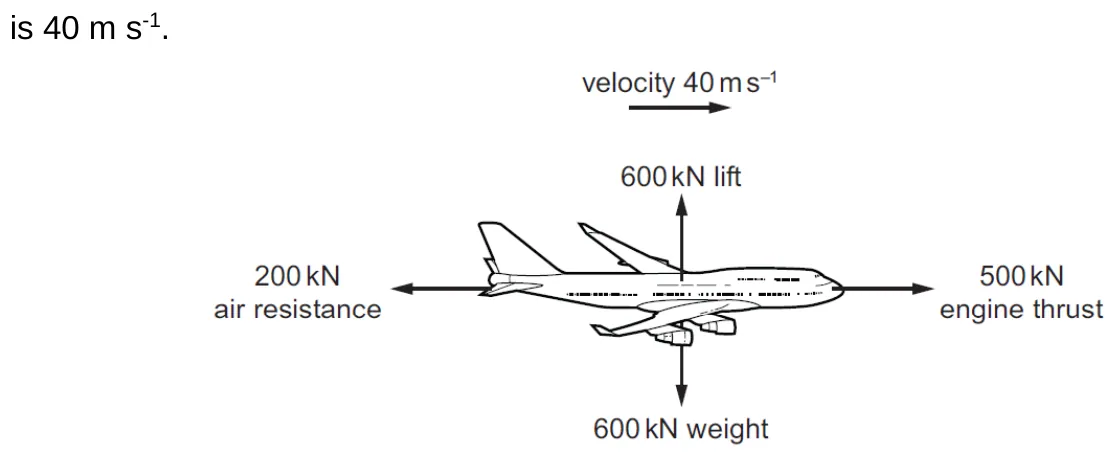 is 40 m s⁻¹.
velocity 40 m s⁻¹
600 kN lift
200 kN
air resistance
500 kN
engine thrust
600 kN weight